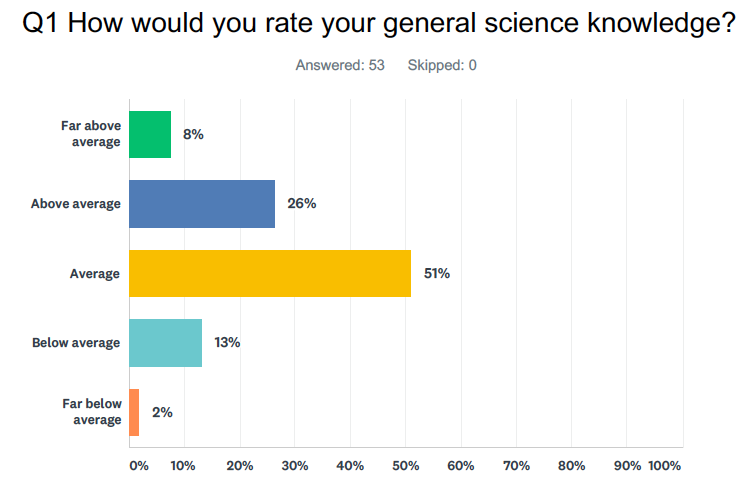 Q1 How would you rate your general science knowledge?
Answered: 53 Skipped: 0
Far above
average
8%
Above average
26%
Average
51%
Below average
13%
Far below
average
2%
0% 10% 20% 30% 40% 50% 60% 70% 80% 90% 100%